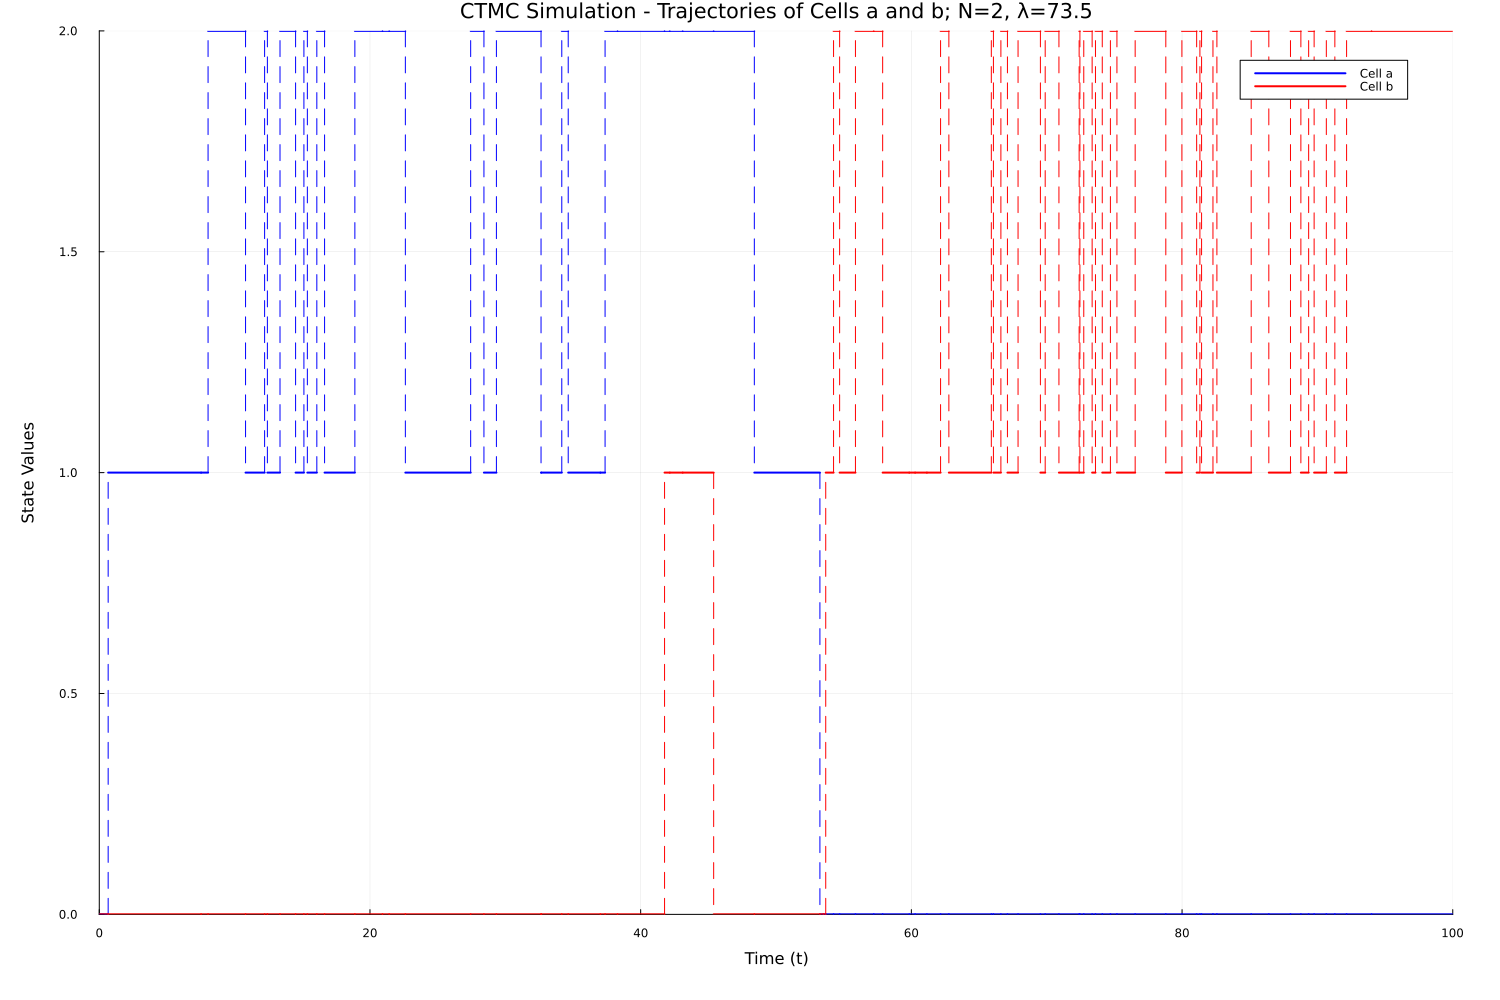 CTMC Simulation - Trajectories of Cells a and b; N=2, λ=73.5
2.0
Cell a
Cell b
1.5
1.0
State Values
0.5
0.0
0 20 40 60 80 100
Time (t)